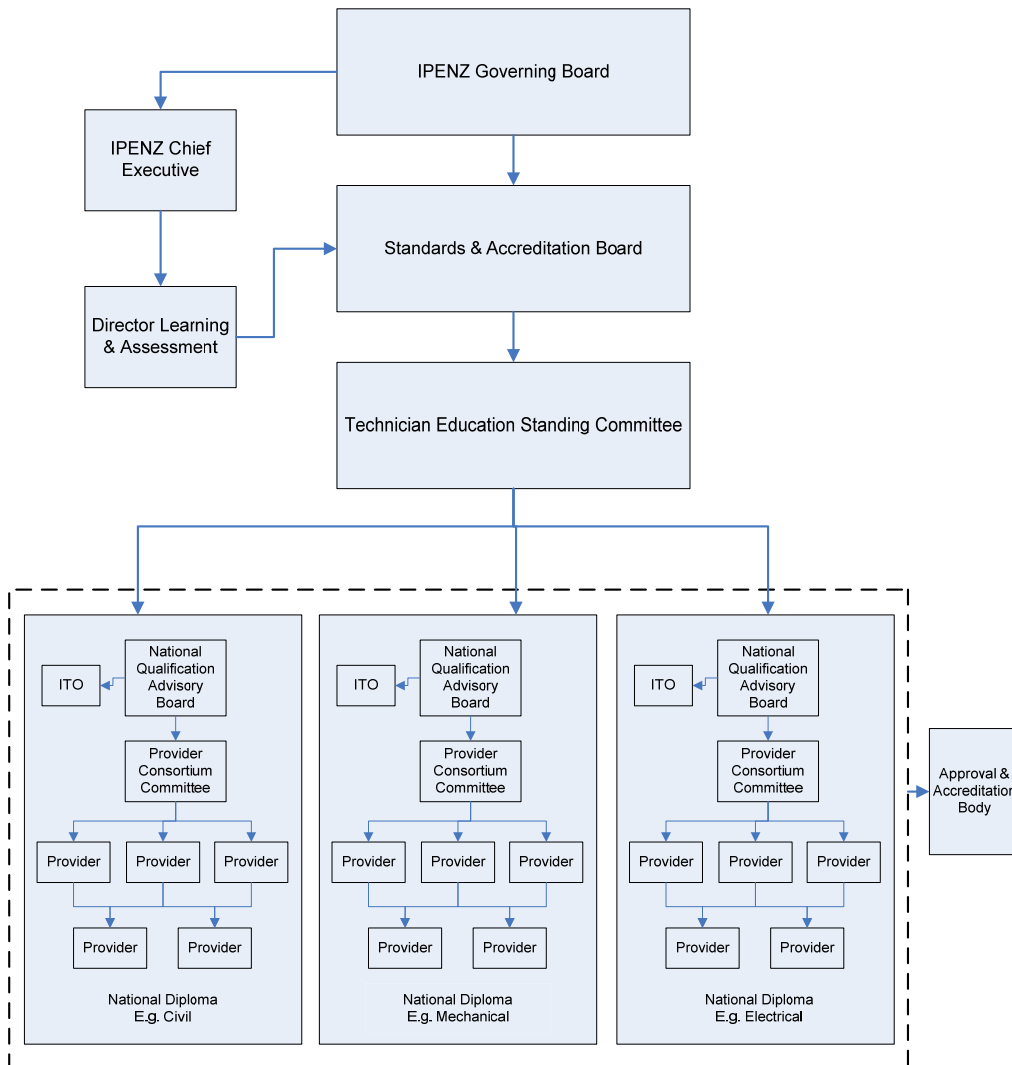 IPENZ Governing Board
IPENZ Chief
Executive
Standards & Accreditation Board
Director Learning
& Assessment
Technician Education Standing Committee
ITO
National
Qualification
Advisory
Board
Provider
Consortium
Committee
Provider
Provider
Provider
Provider
Provider
National Diploma
E.g. Civil
ITO
National
Qualification
Advisory
Board
Provider
Consortium
Committee
Provider
Provider
Provider
Provider
Provider
National Diploma
E.g. Mechanical
ITO
National
Qualification
Advisory
Board
Provider
Consortium
Committee
Provider
Provider
Provider
Provider
Provider
National Diploma
E.g. Electrical
Approval &
Accreditation
Body